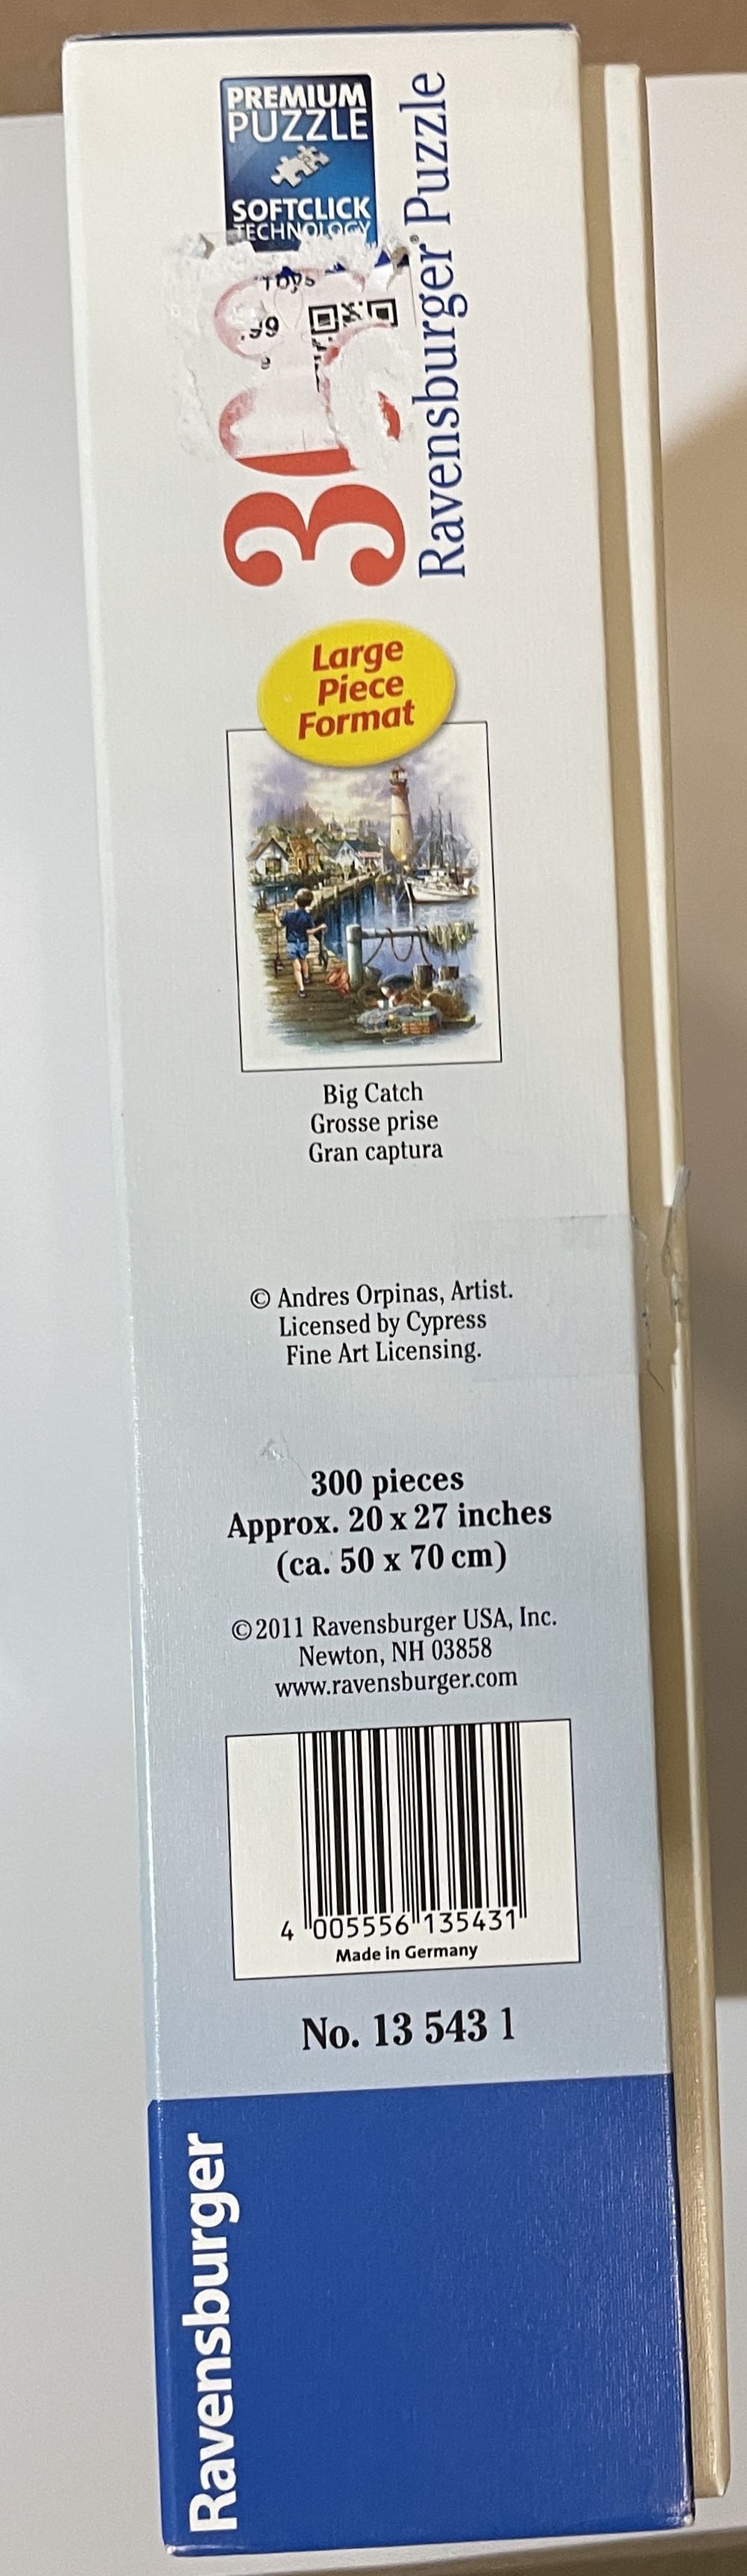 PREMIUM
PUZZLE
SOFTCLICK
TECHNOLOGY
Toys
.99
Ravensburger® Puzzle
Large
Piece
Format
Big Catch
Grosse prise
Gran captura
© Andres Orpinas, Artist.
Licensed by Cypress
Fine Art Licensing.
300 pieces
Approx. 20 x 27 inches
(ca. 50 x 70 cm)
©2011 Ravensburger USA, Inc.
Newton, NH 03858
www.ravensburger.com
4 005556 135431
Made in Germany
No. 13 543 1
Ravensburger